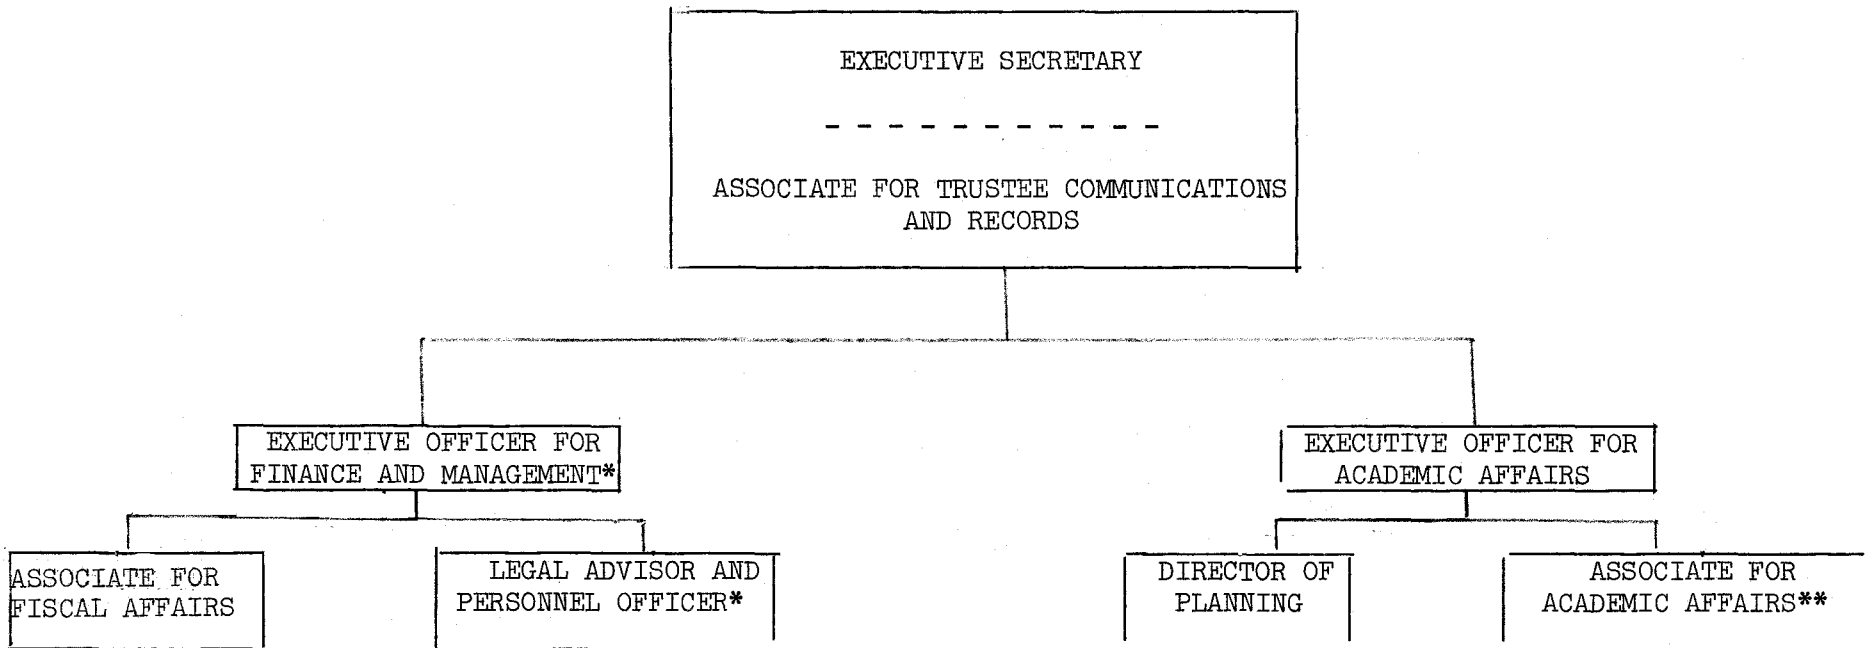 EXECUTIVE SECRETARY
- - - - - - - - - - -
ASSOCIATE FOR TRUSTEE COMMUNICATIONS
AND RECORDS
EXECUTIVE OFFICER FOR
FINANCE AND MANAGEMENT*
EXECUTIVE OFFICER FOR
ACADEMIC AFFAIRS
ASSOCIATE FOR
FISCAL AFFAIRS
LEGAL ADVISOR AND
PERSONNEL OFFICER*
DIRECTOR OF
PLANNING
ASSOCIATE FOR
ACADEMIC AFFAIRS**